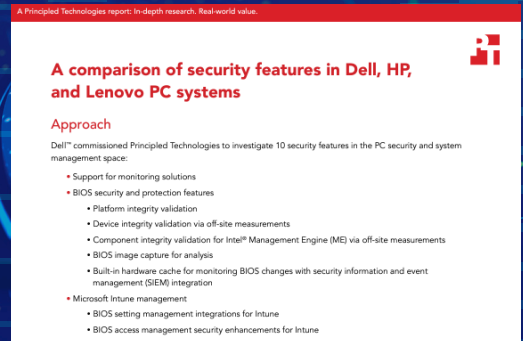 A Principled Technologies report: In-depth research. Real-world value.
PT
A comparison of security features in Dell, HP,
and Lenovo PC systems
Approach
Dell™ commissioned Principled Technologies to investigate 10 security features in the PC security and system
management space:
• Support for monitoring solutions
• BIOS security and protection features
• Platform integrity validation
• Device integrity validation via off-site measurements
• Component integrity validation for Intel® Management Engine (ME) via off-site measurements
• BIOS image capture for analysis
• Built-in hardware cache for monitoring BIOS changes with security information and event
management (SIEM) integration
• Microsoft Intune management
• BIOS setting management integrations for Intune
• BIOS access management security enhancements for Intune